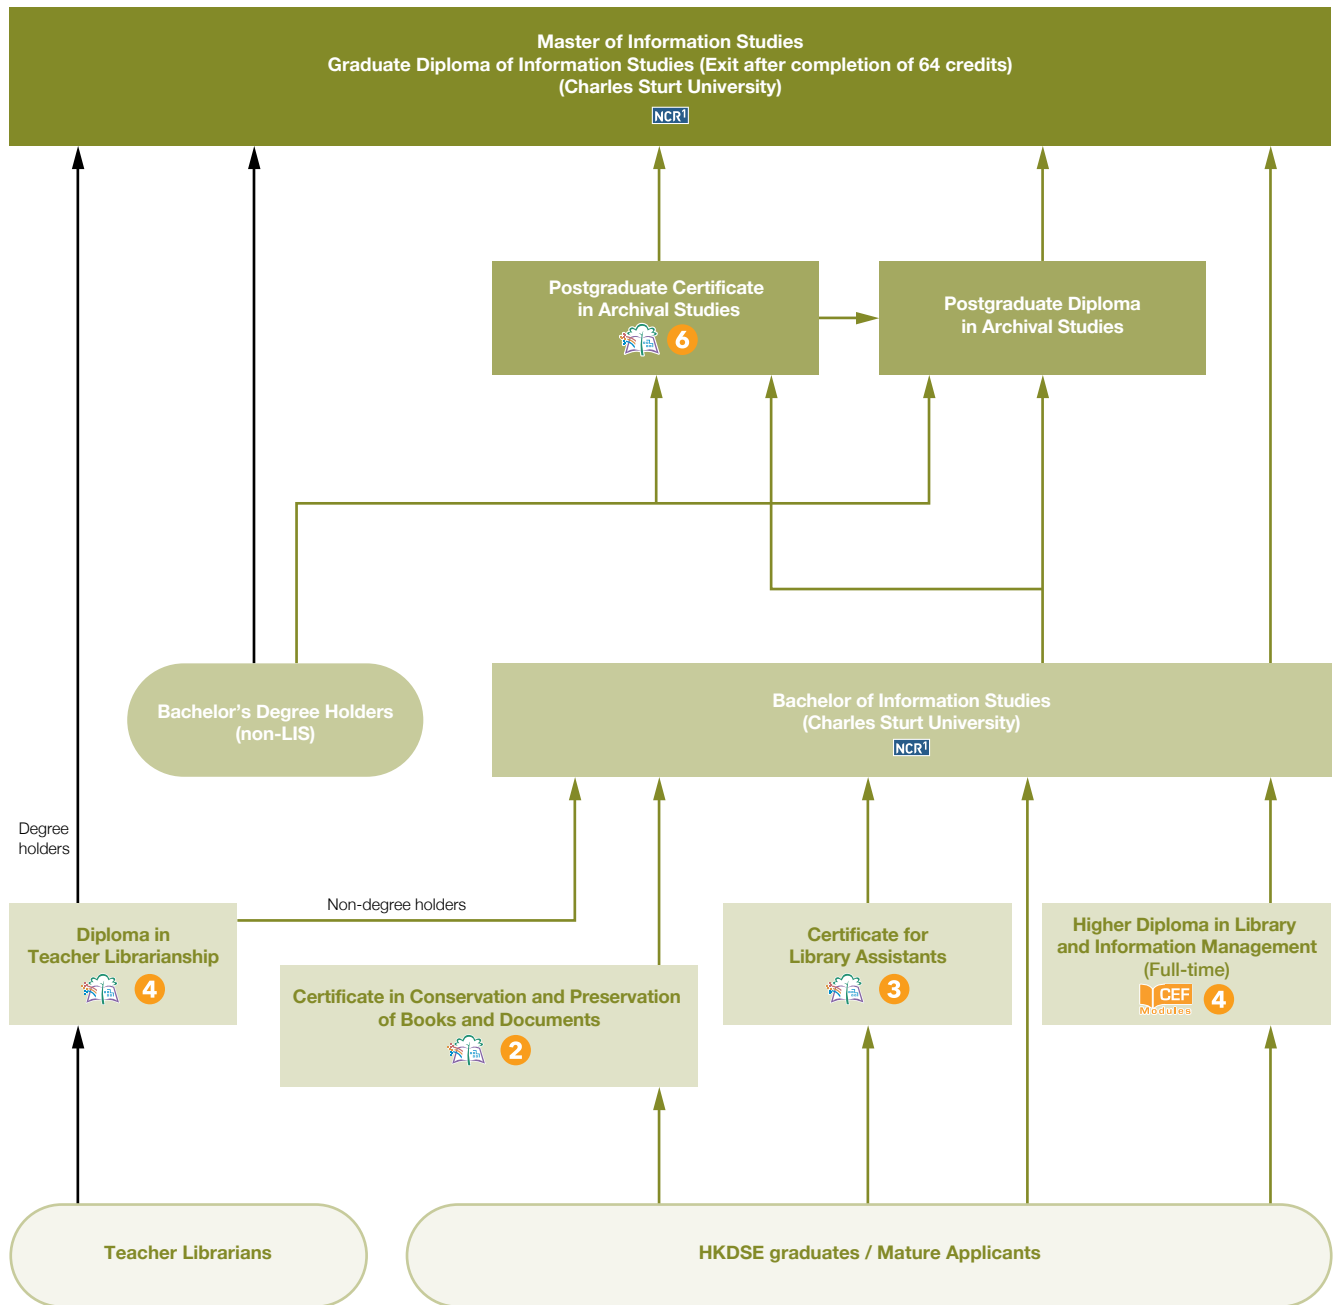 Master of Information Studies
Graduate Diploma of Information Studies (Exit after completion of 64 credits)
(Charles Sturt University)
NCR1
Postgraduate Certificate
in Archival Studies
6
Postgraduate Diploma
in Archival Studies
Bachelor’s Degree Holders
(non-LIS)
Bachelor of Information Studies
(Charles Sturt University)
NCR1
Degree
holders
Non-degree holders
Diploma in
Teacher Librarianship
4
Certificate in Conservation and Preservation
of Books and Documents
2
Certificate for
Library Assistants
3
Higher Diploma in Library
and Information Management
(Full-time)
CEF
Modules
4
Teacher Librarians
HKDSE graduates / Mature Applicants